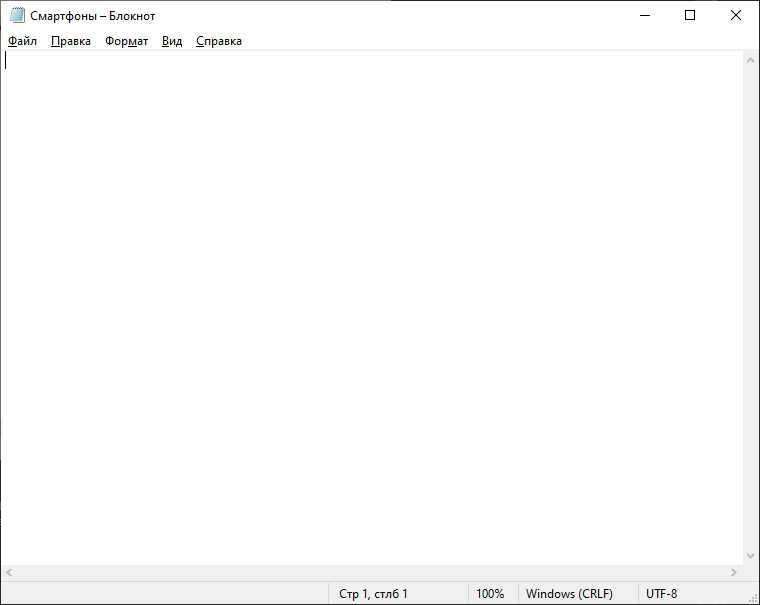 Смартфоны – Блокнот
Файл Правка Формат Вид Справка
Стр 1, стлб 1 100% Windows (CRLF) UTF-8